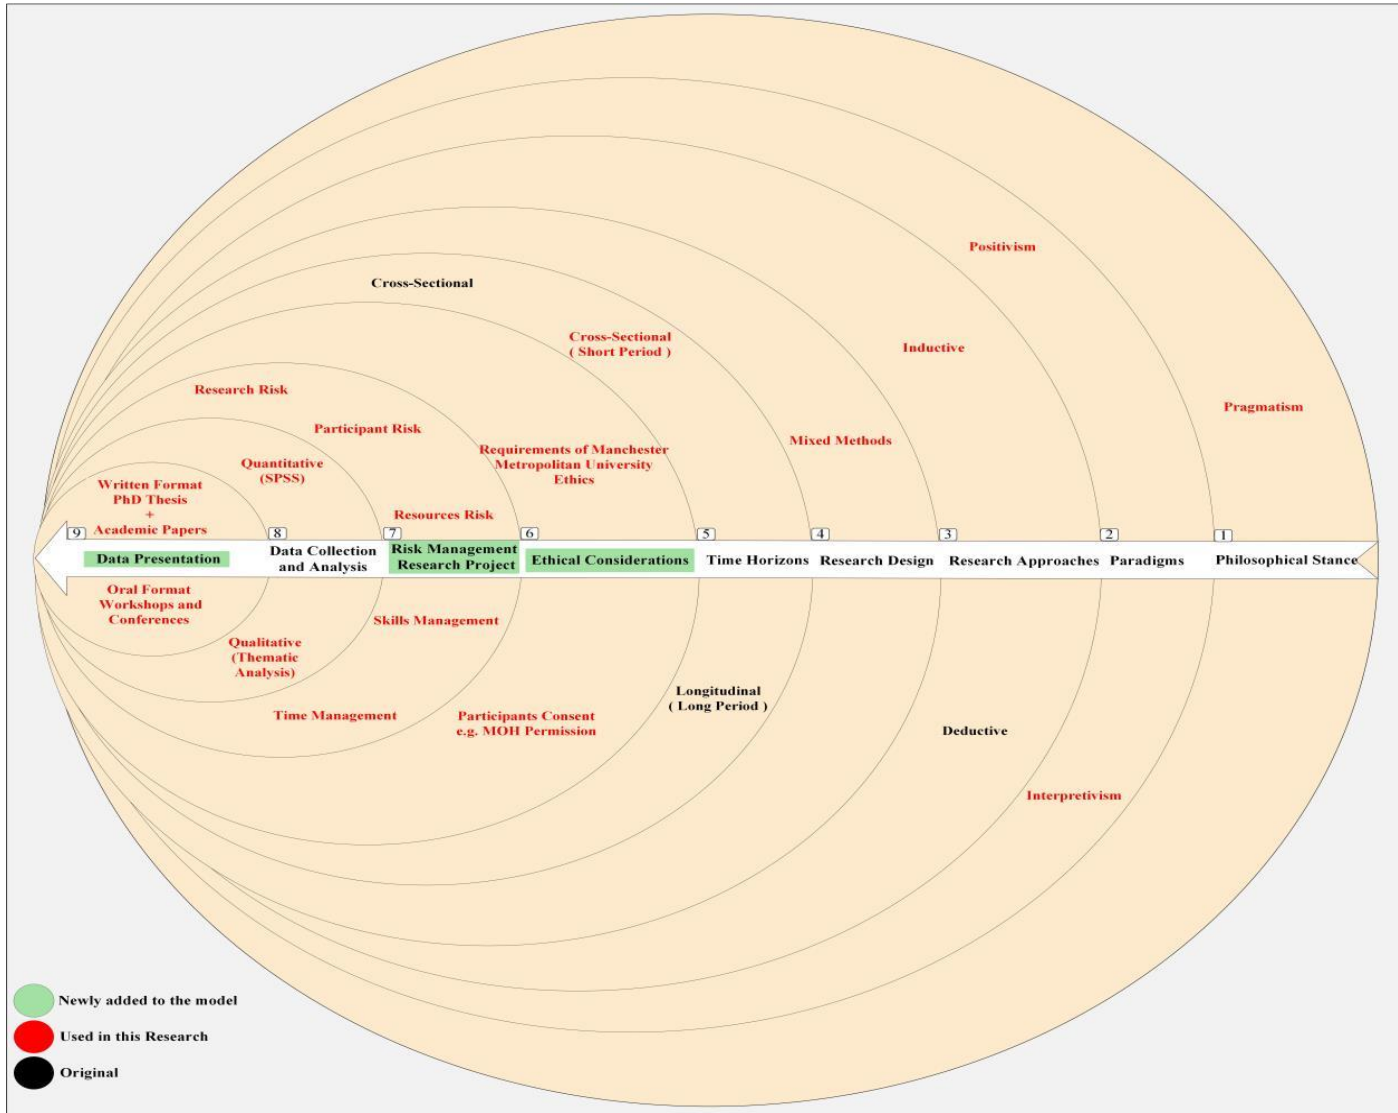 Positivism
Cross-Sectional
Cross-Sectional
( Short Period )
Inductive
Research Risk
Pragmatism
Participant Risk
Mixed Methods
Requirements of Manchester
Metropolitan University
Ethics
Quantitative
(SPSS)
Written Format
PhD Thesis
+
Academic Papers
Resources Risk
9
8
7
6
5
4
3
2
1
Data Presentation
Data Collection
and Analysis
Risk Management
Research Project
Ethical Considerations
Time Horizons
Research Design
Research Approaches
Paradigms
Philosophical Stance
Oral Format
Workshops and
Conferences
Skills Management
Qualitative
(Thematic
Analysis)
Longitudinal
( Long Period )
Time Management
Participants Consent
e.g. MOH Permission
Deductive
Interpretivism
Newly added to the model
Used in this Research
Original